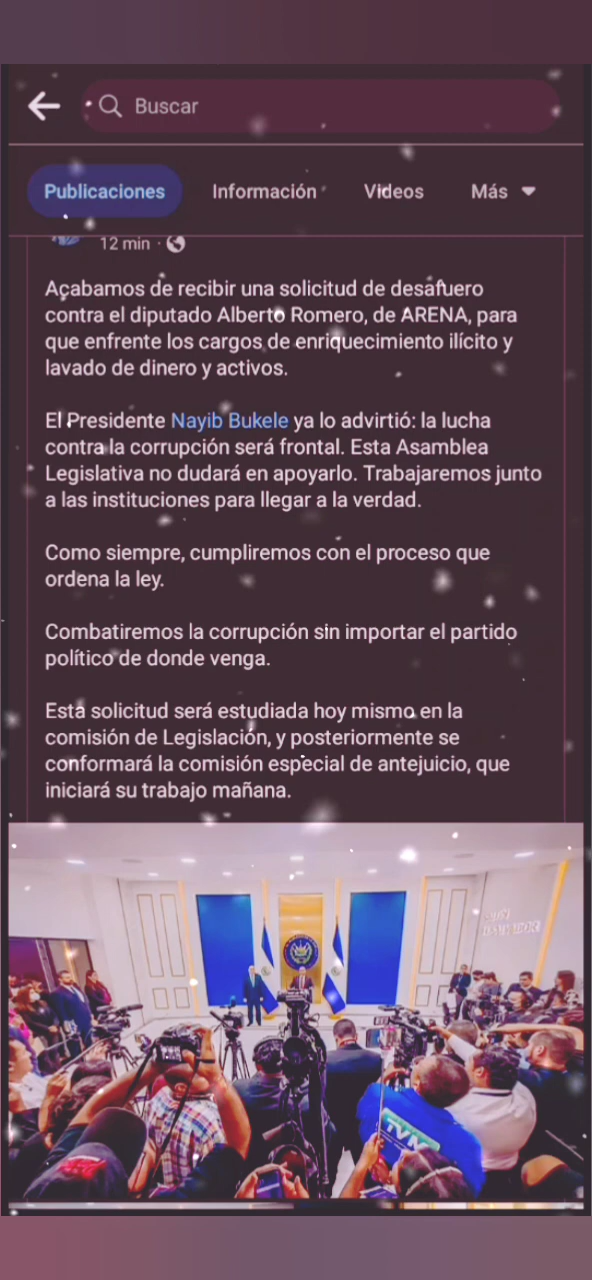 Buscar
Publicaciones Información Videos Más
12 min ·
Acabamos de recibir una solicitud de desafuero
contra el diputado Alberto Romero, de ARENA, para
que enfrente los cargos de enriquecimiento ilícito y
lavado de dinero y activos.
El Presidente Nayib Bukele ya lo advirtió: la lucha
contra la corrupción será frontal. Esta Asamblea
Legislativa no dudará en apoyarlo. Trabajaremos junto
a las instituciones para llegar a la verdad.
Como siempre, cumpliremos con el proceso que
ordena la ley.
Combatiremos la corrupción sin importar el partido
político de donde venga.
Esta solicitud será estudiada hoy mismo en la
comisión de Legislación, y posteriormente se
conformará la comisión especial de antejuicio, que
iniciará su trabajo mañana.